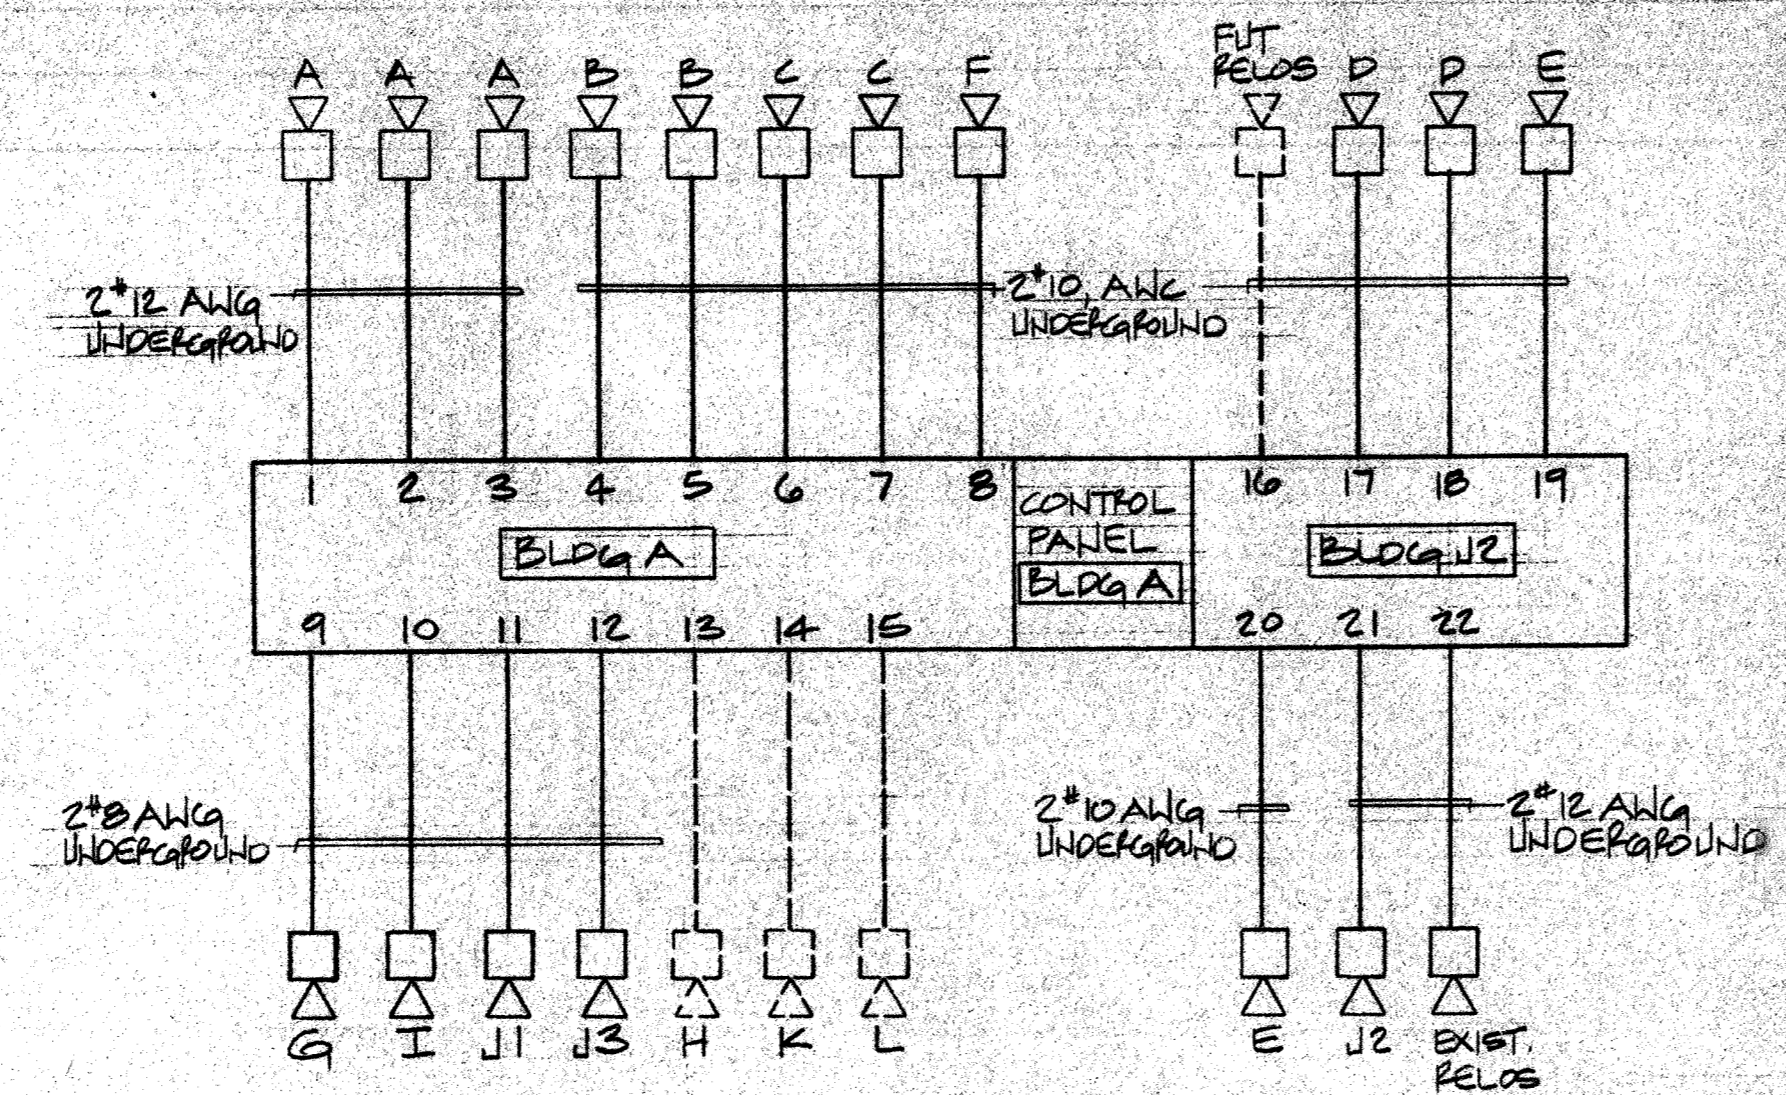 FUT
RELOS
A A A B B C C F D D E
2#12 AWG
UNDERGROUND
2#10, AWG
UNDERGROUND
1 2 3 4 5 6 7 8 16 17 18 19
CONTROL
PANEL
BLDG A
BLDG A
BLDG J2
9 10 11 12 13 14 15 20 21 22
2#8 AWG
UNDERGROUND
2#10 AWG
UNDERGROUND
2#12 AWG
UNDERGROUND
G I J1 J3 H K L E J2 EXIST.
RELOS